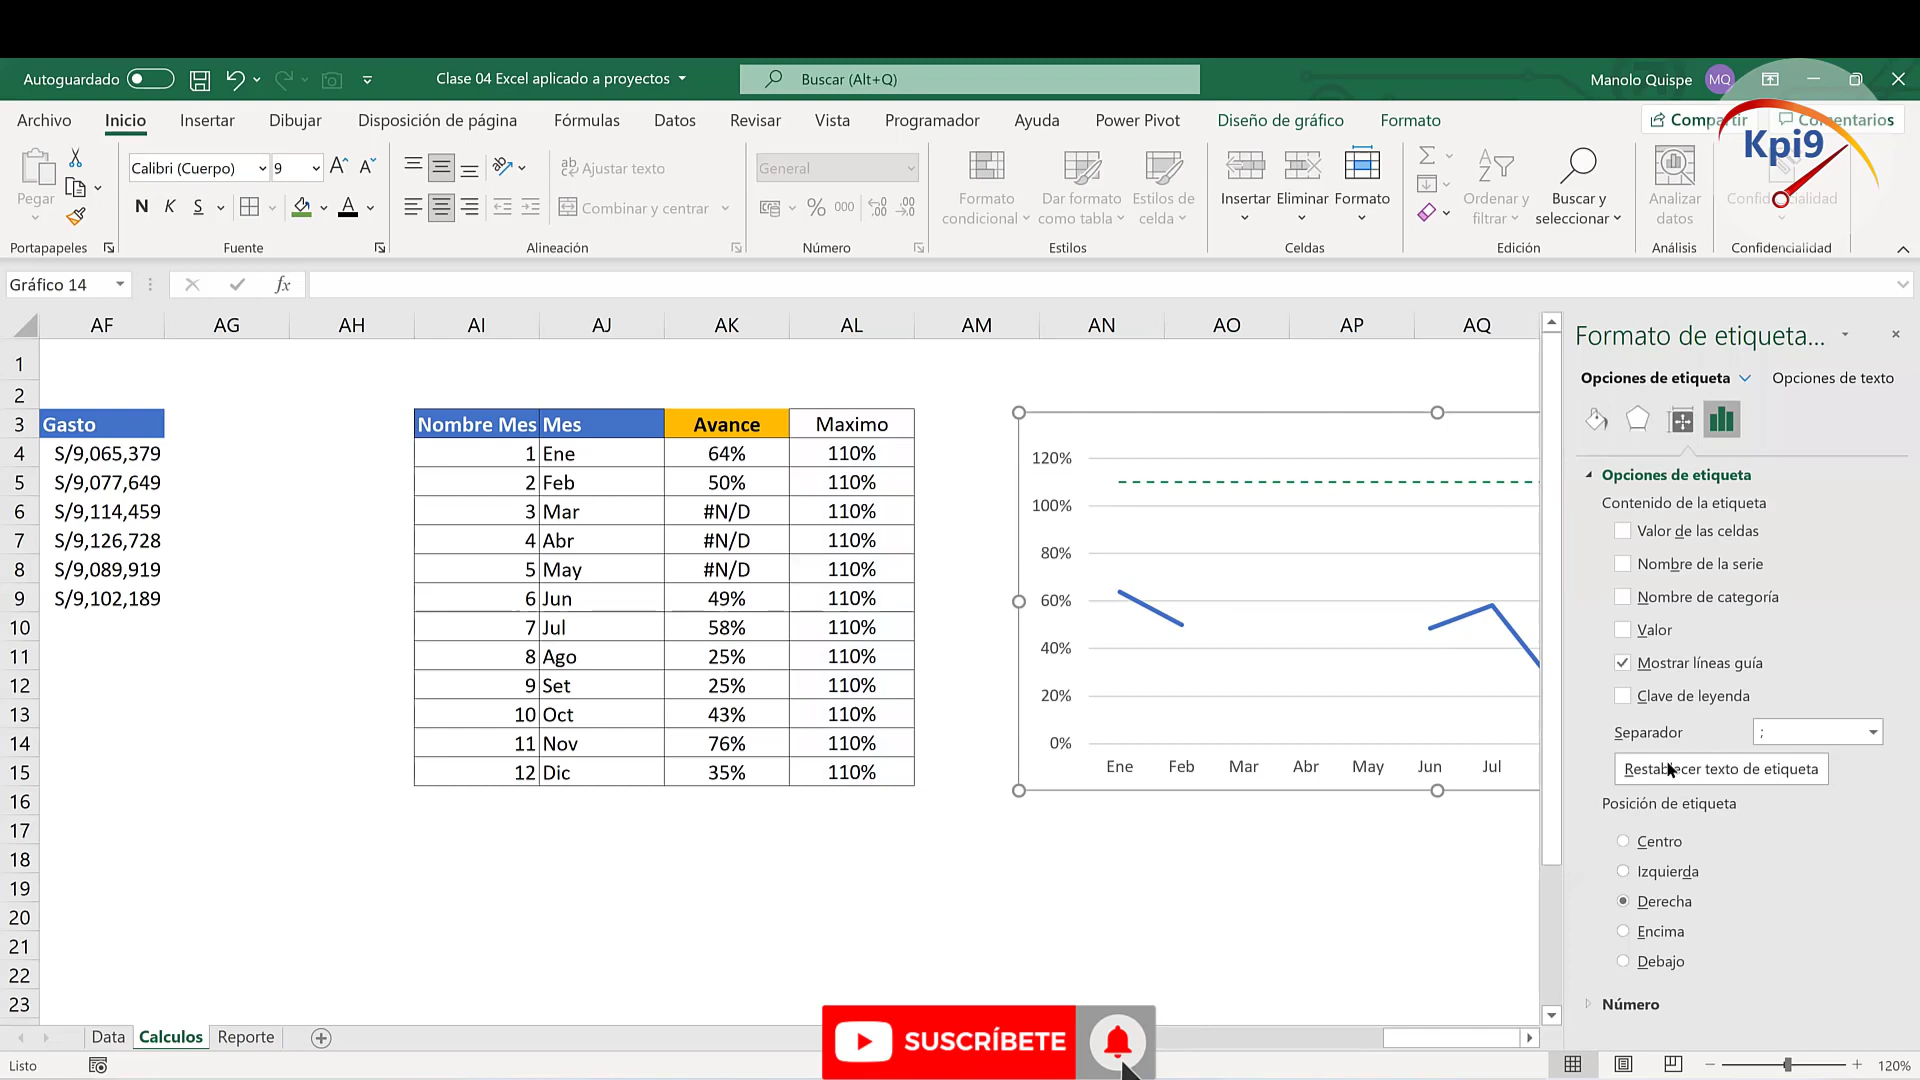 Autoguardado
Clase 04 Excel aplicado a proyectos
Buscar (Alt+Q)
Manolo Quispe MQ
Archivo Inicio Insertar Dibujar Disposición de página Fórmulas Datos Revisar Vista Programador Ayuda Power Pivot Diseño de gráfico Formato
Compartir Comentarios
Kpi9
Pegar
Calibri (Cuerpo) 9
N K S
Ajustar texto
Combinar y centrar
General
% 000
Formato condicional
Dar formato como tabla
Estilos de celda
Insertar Eliminar Formato
Ordenar y filtrar
Buscar y seleccionar
Analizar datos
Confidencialidad
Portapapeles Fuente Alineación Número Estilos Celdas Edición Análisis Confidencialidad
Gráfico 14 fx
AF AG AH AI AJ AK AL AM AN AO AP AQ
1
2
3 Gasto Nombre Mes Mes Avance Maximo
4 S/9,065,379 1 Ene 64% 110%
5 S/9,077,649 2 Feb 50% 110%
6 S/9,114,459 3 Mar #N/D 110%
7 S/9,126,728 4 Abr #N/D 110%
8 S/9,089,919 5 May #N/D 110%
9 S/9,102,189 6 Jun 49% 110%
10 7 Jul 58% 110%
11 8 Ago 25% 110%
12 9 Set 25% 110%
13 10 Oct 43% 110%
14 11 Nov 76% 110%
15 12 Dic 35% 110%
16
17
18
19
20
21
22
23
120%
100%
80%
60%
40%
20%
0%
Ene Feb Mar Abr May Jun Jul
Formato de etiqueta...
Opciones de etiqueta Opciones de texto
Opciones de etiqueta
Contenido de la etiqueta
Valor de las celdas
Nombre de la serie
Nombre de categoría
Valor
Mostrar líneas guía
Clave de leyenda
Separador ;
Restablecer texto de etiqueta
Posición de etiqueta
Centro
Izquierda
Derecha
Encima
Debajo
Número
Data Calculos Reporte
SUSCRÍBETE
Listo
120%